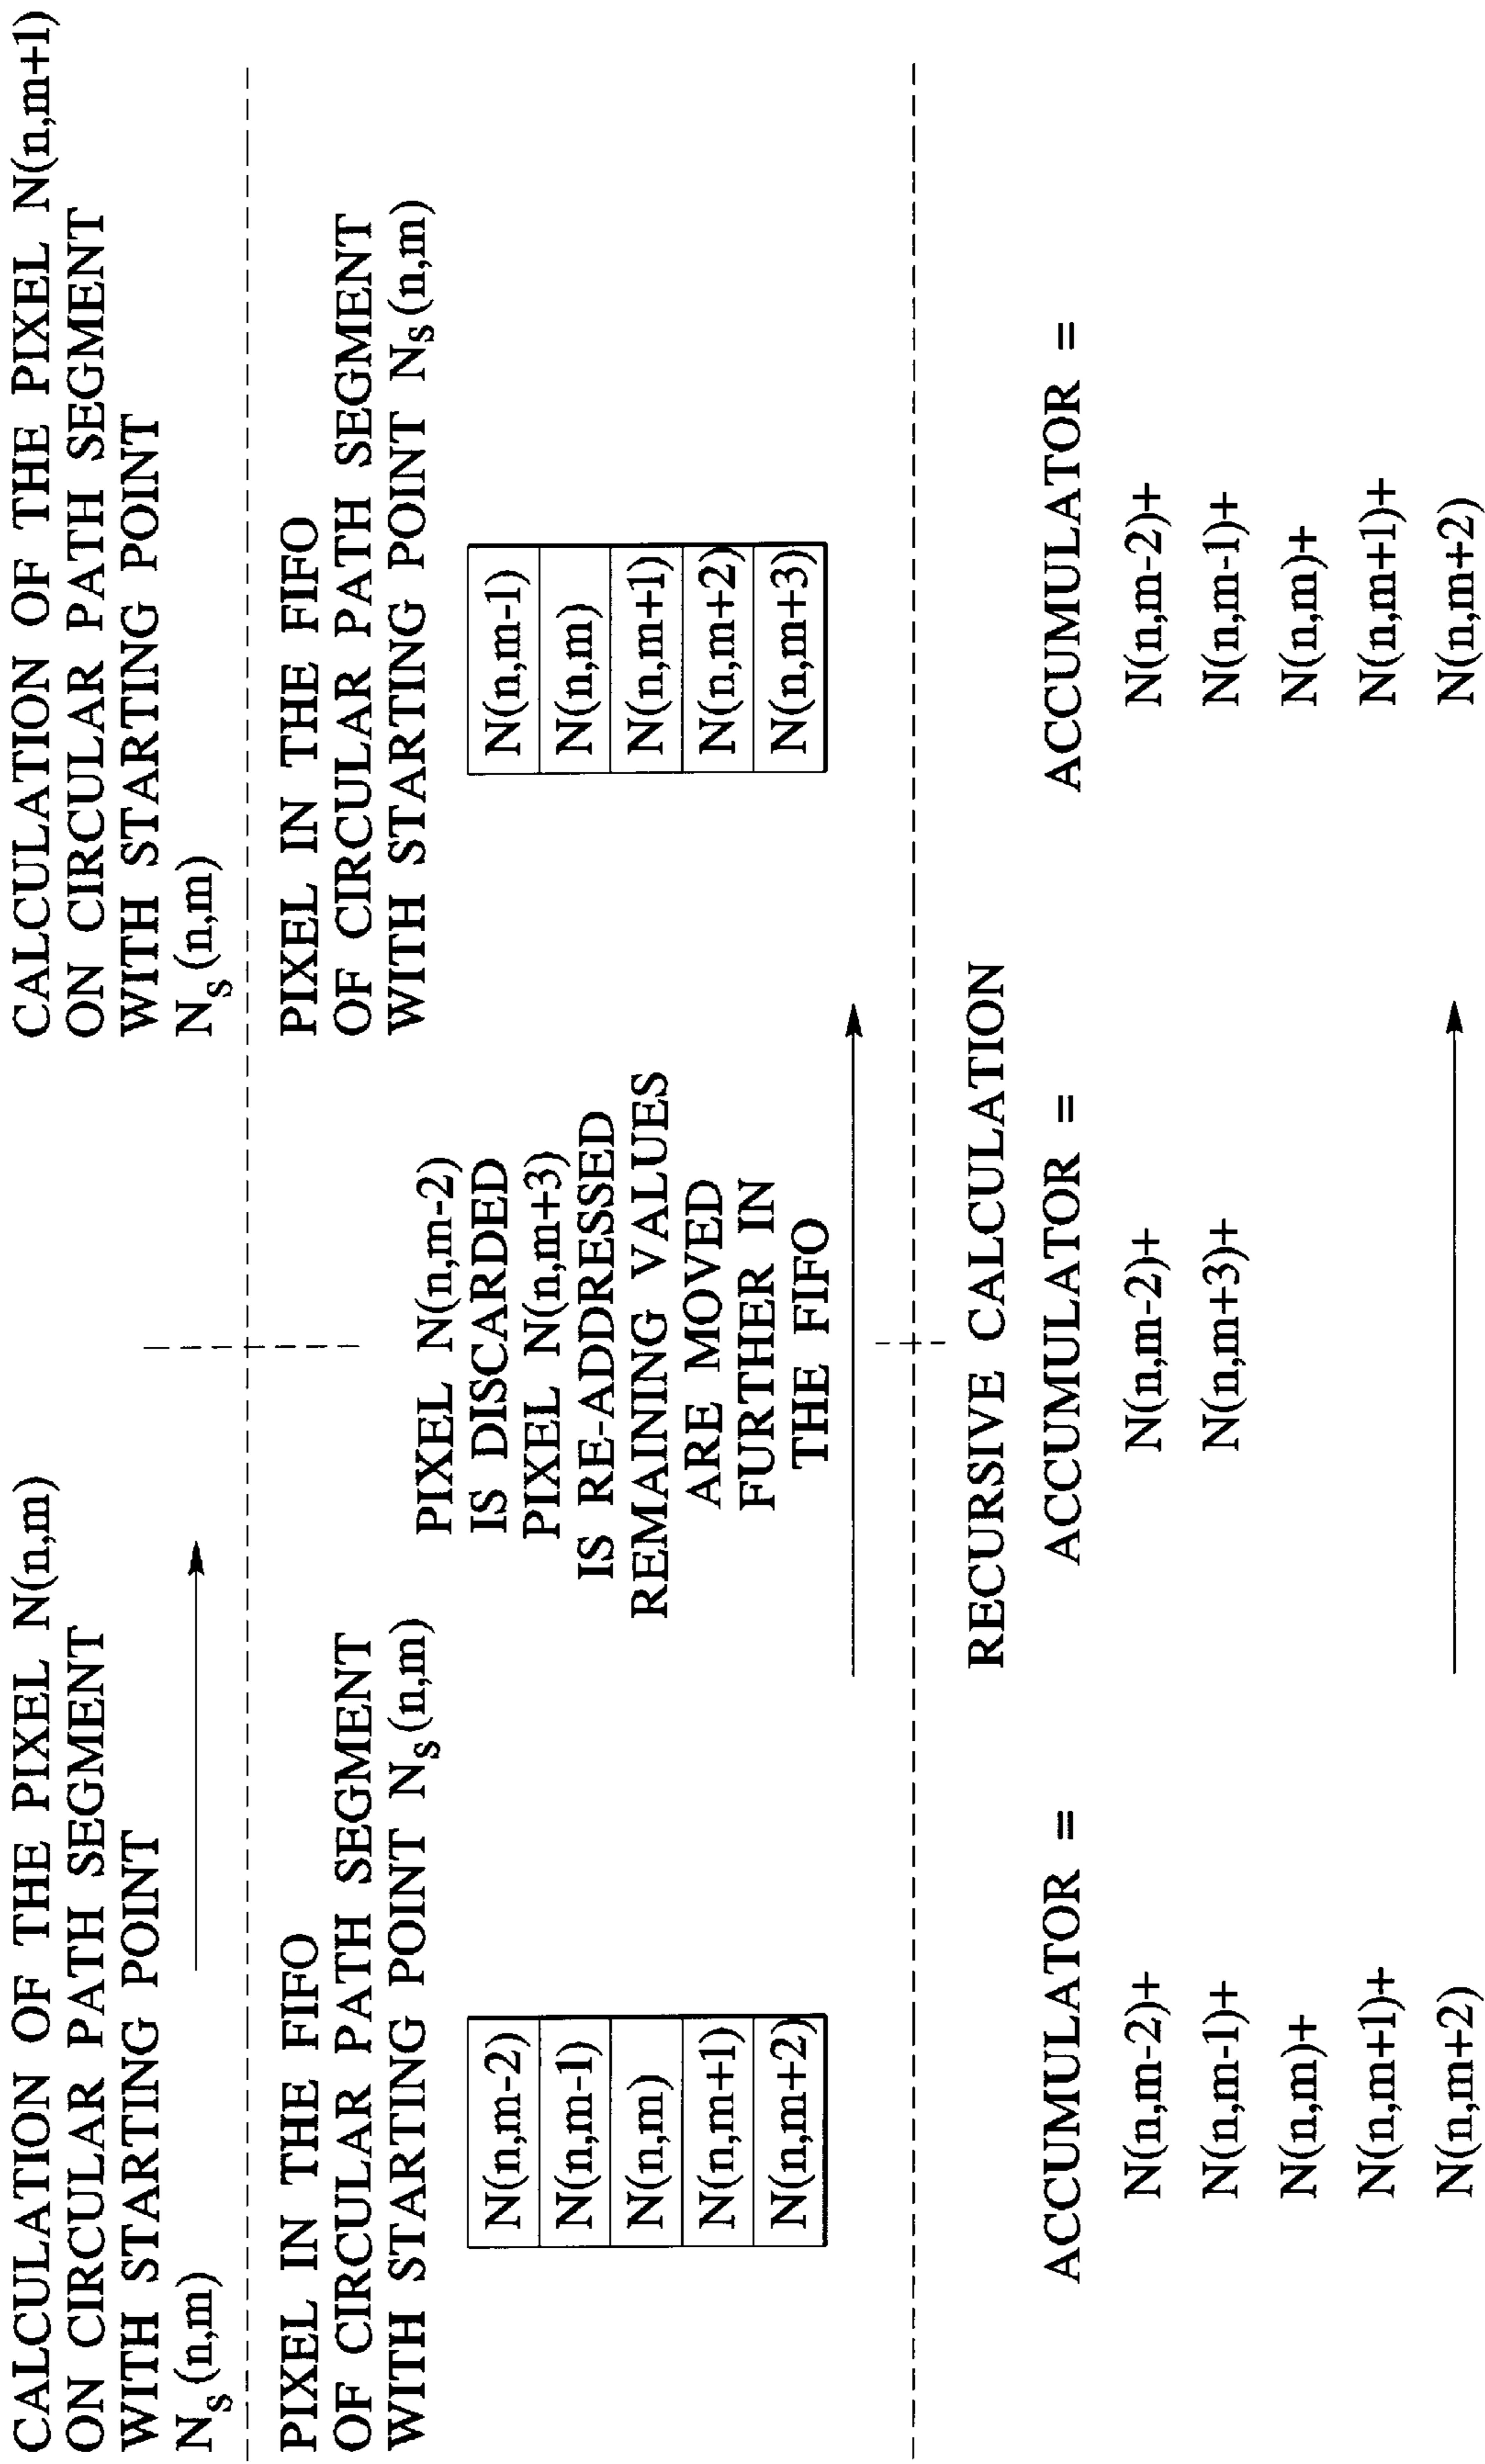 CALCULATION OF THE PIXEL N(n,m)
ON CIRCULAR PATH SEGMENT
WITH STARTING POINT
Ns(n,m)
CALCULATION OF THE PIXEL N(n,m+1)
ON CIRCULAR PATH SEGMENT
WITH STARTING POINT
Ns(n,m)
PIXEL IN THE FIFO
OF CIRCULAR PATH SEGMENT
WITH STARTING POINT Ns(n,m)
N(n,m-2)
N(n,m-1)
N(n,m)
N(n,m+1)
N(n,m+2)
PIXEL N(n,m-2)
IS DISCARDED
PIXEL N(n,m+3)
IS RE-ADDRESSED
REMAINING VALUES
ARE MOVED
FURTHER IN
THE FIFO
PIXEL IN THE FIFO
OF CIRCULAR PATH SEGMENT
WITH STARTING POINT Ns(n,m)
N(n,m-1)
N(n,m)
N(n,m+1)
N(n,m+2)
N(n,m+3)
RECURSIVE CALCULATION
ACCUMULATOR =
N(n,m-2)+
N(n,m-1)+
N(n,m)+
N(n,m+1)+
N(n,m+2)
ACCUMULATOR =
N(n,m-2)+
N(n,m+3)+
ACCUMULATOR =
N(n,m-2)+
N(n,m-1)+
N(n,m)+
N(n,m+1)+
N(n,m+2)